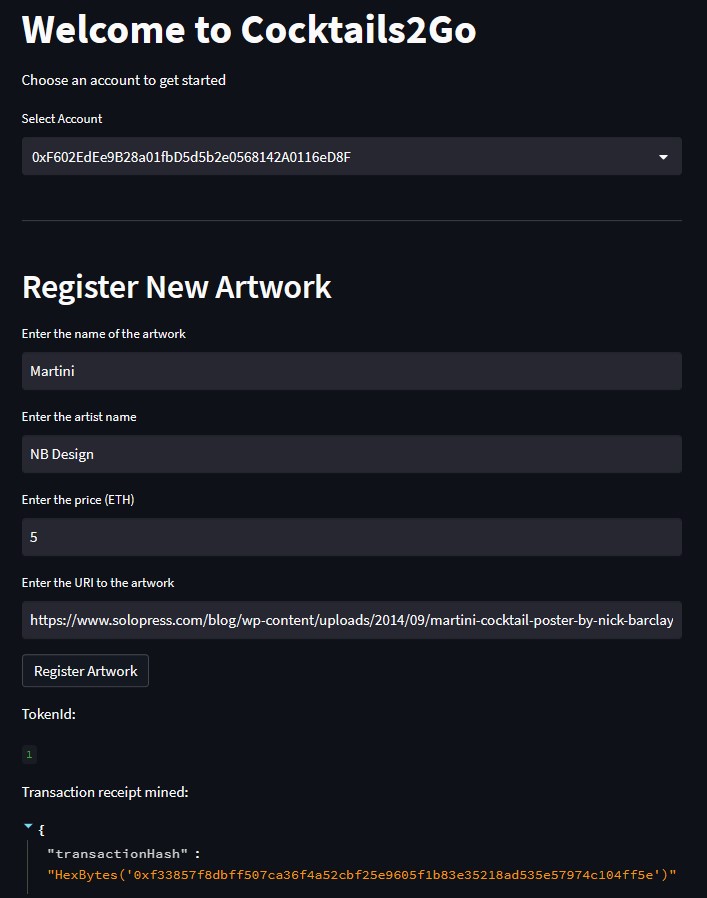 Welcome to Cocktails2Go
Choose an account to get started
Select Account
0xF602EdEe9B28a01fbD5d5b2e0568142A0116eD8F
Register New Artwork
Enter the name of the artwork
Martini
Enter the artist name
NB Design
Enter the price (ETH)
5
Enter the URI to the artwork
https://www.solopress.com/blog/wp-content/uploads/2014/09/martini-cocktail-poster-by-nick-barclay
Register Artwork
TokenId:
1
Transaction receipt mined:
{
"transactionHash" :
"HexBytes('0xf33857f8dbff507ca36f4a52cbf25e9605f1b83e35218ad535e57974c104ff5e')"